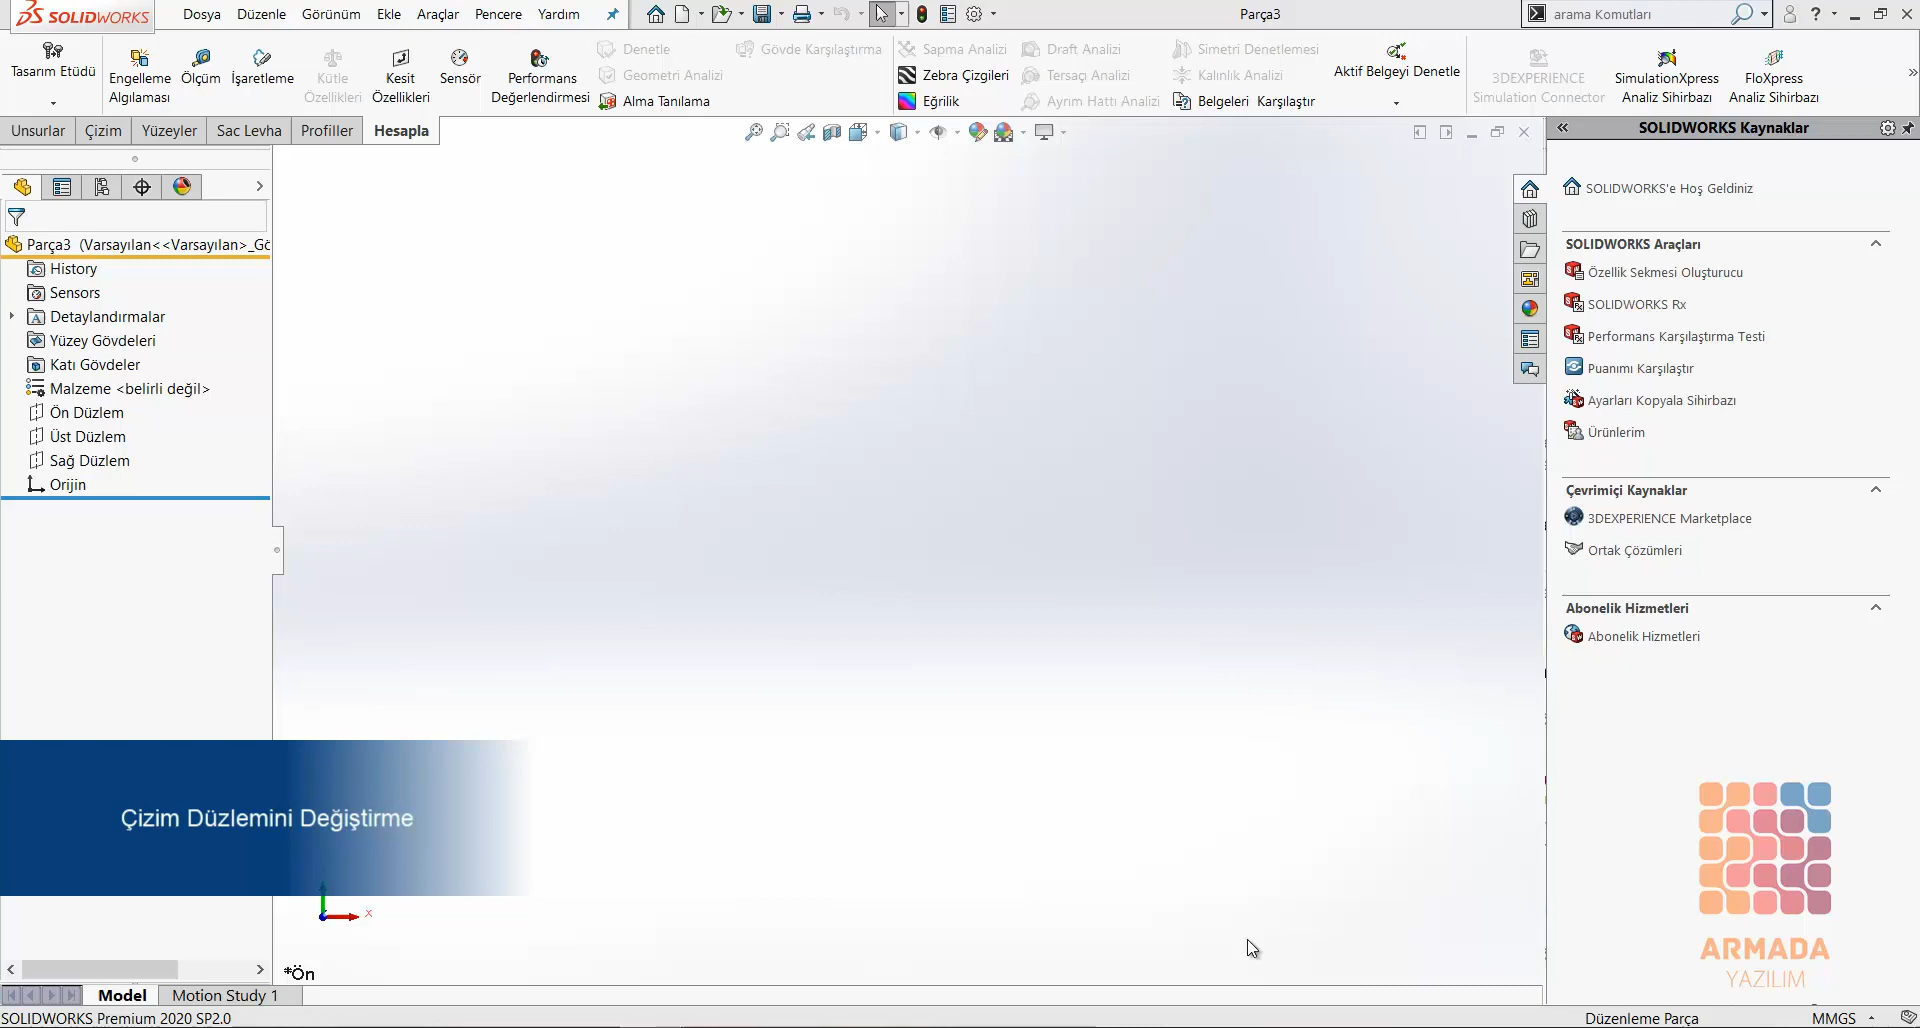 SOLIDWORKS
Dosya Düzenle Görünüm Ekle Araçlar Pencere Yardım
Parça3
arama Komutları
Tasarım Etüdü
Engelleme Algılaması
Ölçüm
İşaretleme
Kütle Özellikleri
Kesit Özellikleri
Sensör
Performans Değerlendirmesi
Denetle
Geometri Analizi
Alma Tanılama
Gövde Karşılaştırma
Sapma Analizi
Zebra Çizgileri
Eğrilik
Draft Analizi
Tersaçı Analizi
Ayrım Hattı Analizi
Simetri Denetlemesi
Kalınlık Analizi
Belgeleri Karşılaştır
Aktif Belgeyi Denetle
3DEXPERIENCE Simulation Connector
SimulationXpress Analiz Sihirbazı
FloXpress Analiz Sihirbazı
Unsurlar Çizim Yüzeyler Sac Levha Profiller Hesapla
Parça3 (Varsayılan<<Varsayılan>_Gö
History
Sensors
Detaylandırmalar
Yüzey Gövdeleri
Katı Gövdeler
Malzeme <belirli değil>
Ön Düzlem
Üst Düzlem
Sağ Düzlem
Orijin
Çizim Düzlemini Değiştirme
x
*Ön
SOLIDWORKS Kaynaklar
SOLIDWORKS'e Hoş Geldiniz
SOLIDWORKS Araçları
Özellik Sekmesi Oluşturucu
SOLIDWORKS Rx
Performans Karşılaştırma Testi
Puanımı Karşılaştır
Ayarları Kopyala Sihirbazı
Ürünlerim
Çevrimiçi Kaynaklar
3DEXPERIENCE Marketplace
Ortak Çözümleri
Abonelik Hizmetleri
Abonelik Hizmetleri
ARMADA
YAZILIM
Model Motion Study 1
SOLIDWORKS Premium 2020 SP2.0
Düzenleme Parça
MMGS